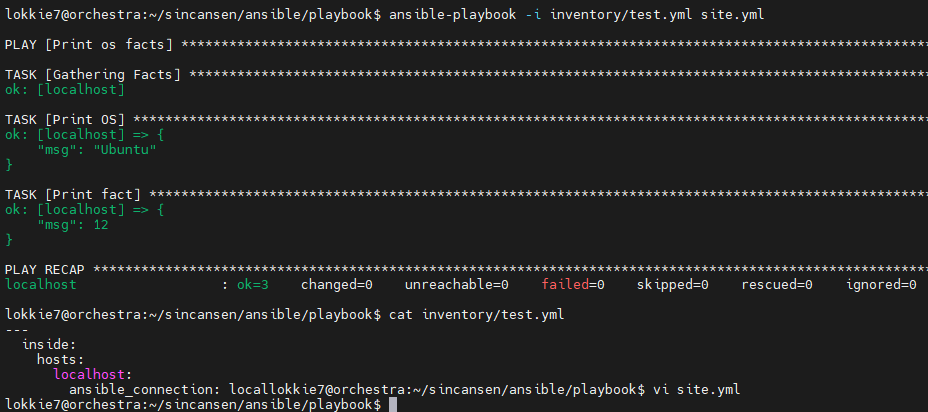 lokkie7@orchestra:~/sincansen/ansible/playbook$ ansible-playbook -i inventory/test.yml site.yml
PLAY [Print os facts] **********************************************************************************************
TASK [Gathering Facts] *********************************************************************************************
ok: [localhost]
TASK [Print OS] ****************************************************************************************************
ok: [localhost] => {
    "msg": "Ubuntu"
}
TASK [Print fact] **************************************************************************************************
ok: [localhost] => {
    "msg": 12
}
PLAY RECAP *********************************************************************************************************
localhost                  : ok=3    changed=0    unreachable=0    failed=0    skipped=0    rescued=0    ignored=0
lokkie7@orchestra:~/sincansen/ansible/playbook$ cat inventory/test.yml
---
  inside:
    hosts:
      localhost:
        ansible_connection: locallokkie7@orchestra:~/sincansen/ansible/playbook$ vi site.yml
lokkie7@orchestra:~/sincansen/ansible/playbook$